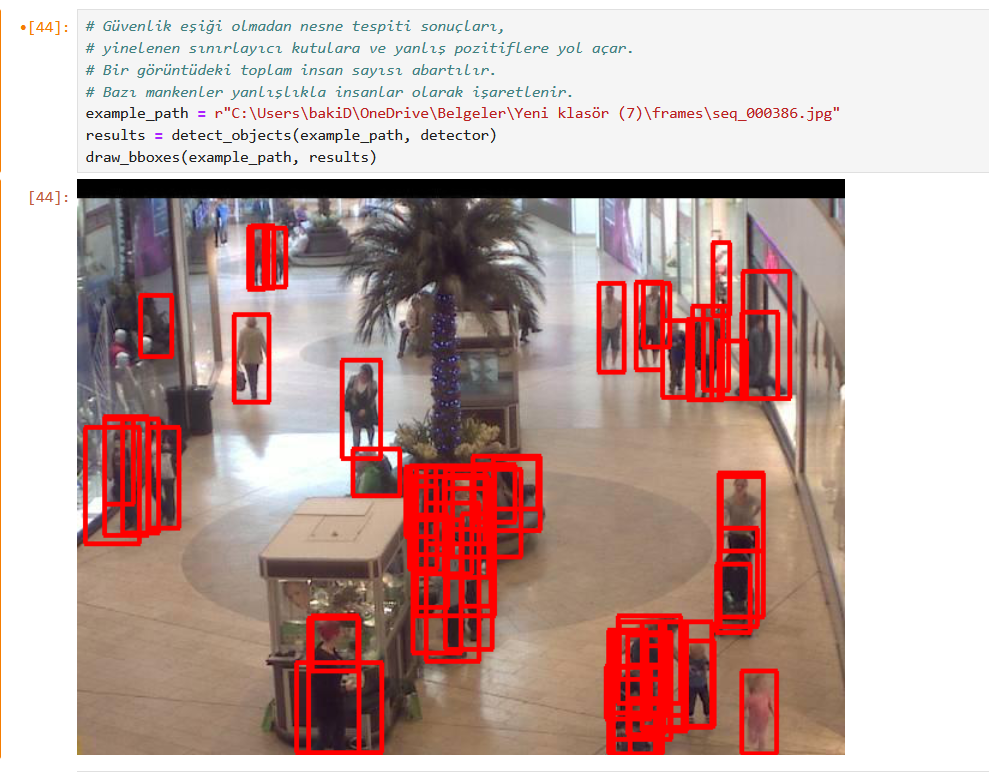 •[44]:
# Güvenlik eşiği olmadan nesne tespiti sonuçları,
# yinelenen sınırlayıcı kutulara ve yanlış pozitiflere yol açar.
# Bir görüntüdeki toplam insan sayısı abartılır.
# Bazı mankenler yanlışlıkla insanlar olarak işaretlenir.
example_path = r"C:\Users\bakiD\OneDrive\Belgeler\Yeni klasör (7)\frames\seq_000386.jpg"
results = detect_objects(example_path, detector)
draw_bboxes(example_path, results)
[44]: